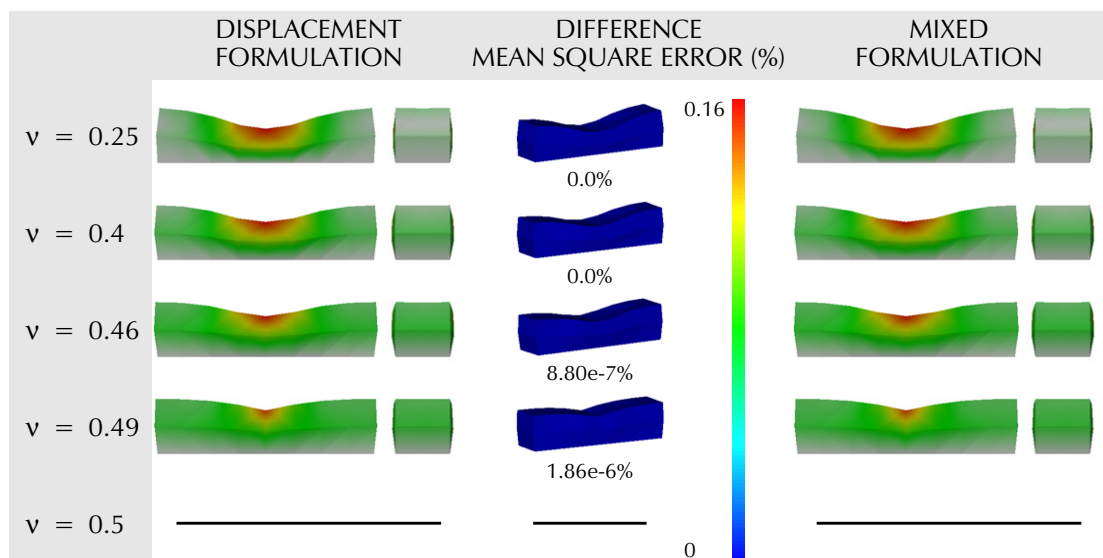 DISPLACEMENT
FORMULATION
DIFFERENCE
MEAN SQUARE ERROR (%)
MIXED
FORMULATION
0.16
ν = 0.25
0.0%
ν = 0.4
0.0%
ν = 0.46
8.80e-7%
ν = 0.49
1.86e-6%
ν = 0.5
0